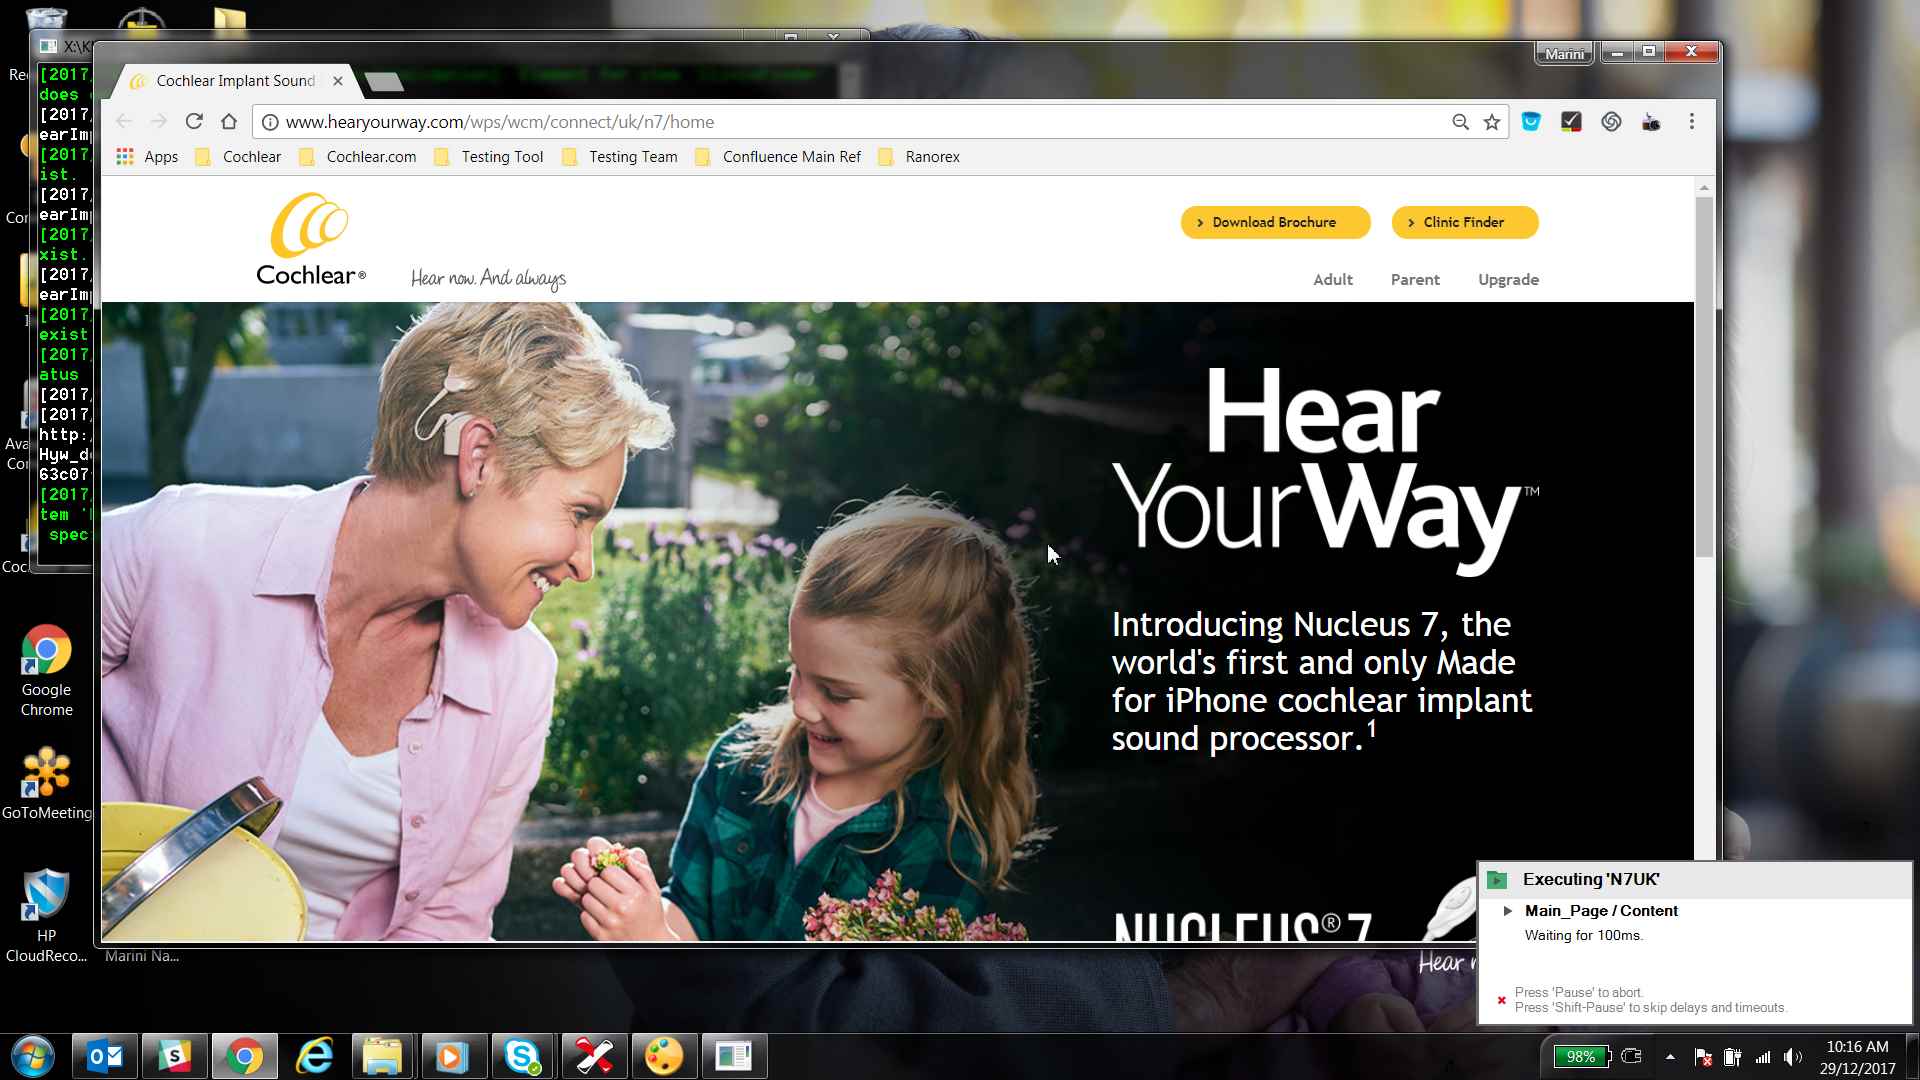 X:\K
Marini
Cochlear Implant Sound
www.hearyourway.com/wps/wcm/connect/uk/n7/home
Apps Cochlear Cochlear.com Testing Tool Testing Team Confluence Main Ref Ranorex
[2017
does
[2017
earIm
[2017
ist.
[2017
earIm
[2017
xist.
[2017
earIm
[2017
exist
[2017
atus
[2017
[2017
http:
Hyw_d
63c07
[2017
tem '
spec
Cochlear®
Hear now. And always
Download Brochure
Clinic Finder
Adult Parent Upgrade
Hear
YourWay™
Introducing Nucleus 7, the
world's first and only Made
for iPhone cochlear implant
sound processor.1
NUCLEUS® 7
Hear
Google
Chrome
GoToMeeting
HP
CloudReco...
Marini Na...
Executing 'N7UK'
Main_Page / Content
Waiting for 100ms.
Press 'Pause' to abort.
Press 'Shift-Pause' to skip delays and timeouts.
98%
10:16 AM
29/12/2017